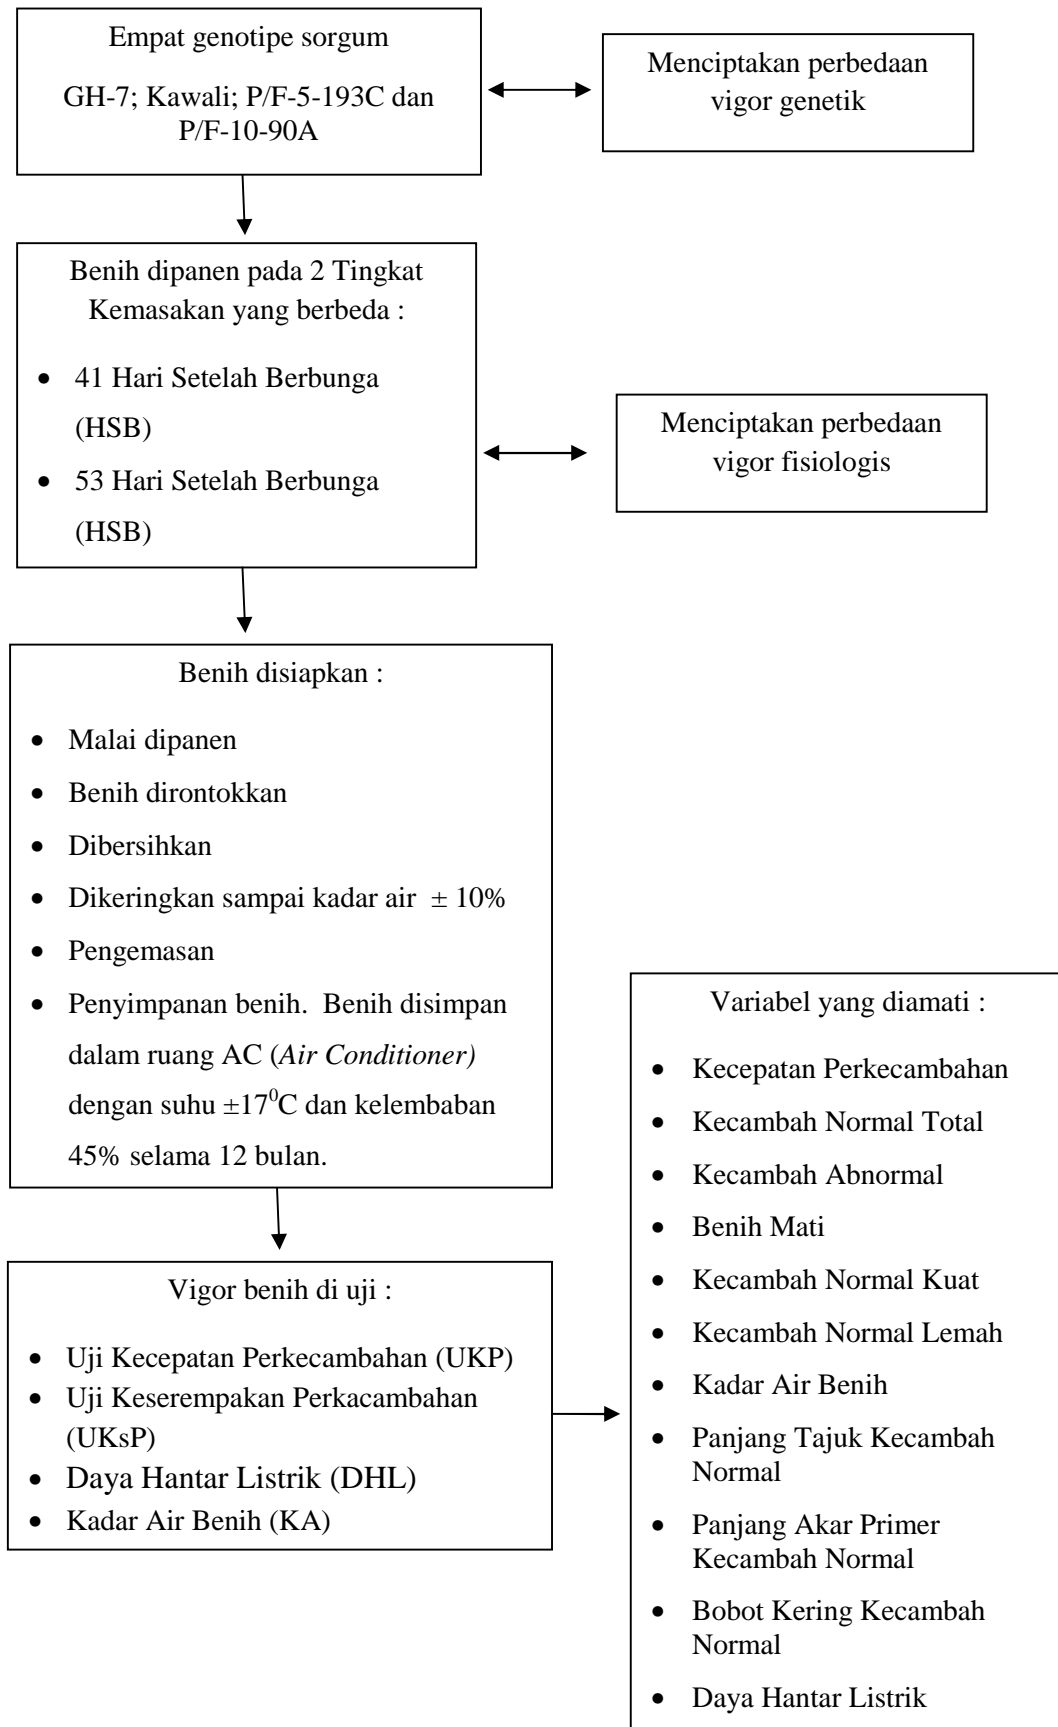 Empat genotipe sorgum
GH-7; Kawali; P/F-5-193C dan
P/F-10-90A
Menciptakan perbedaan
vigor genetik
Benih dipanen pada 2 Tingkat
Kemasakan yang berbeda :
• 41 Hari Setelah Berbunga
(HSB)
• 53 Hari Setelah Berbunga
(HSB)
Menciptakan perbedaan
vigor fisiologis
Benih disiapkan :
• Malai dipanen
• Benih dirontokkan
• Dibersihkan
• Dikeringkan sampai kadar air ± 10%
• Pengemasan
• Penyimpanan benih. Benih disimpan
dalam ruang AC (Air Conditioner)
dengan suhu ±17⁰C dan kelembaban
45% selama 12 bulan.
Vigor benih di uji :
• Uji Kecepatan Perkecambahan (UKP)
• Uji Keserempakan Perkacambahan
(UKsP)
• Daya Hantar Listrik (DHL)
• Kadar Air Benih (KA)
Variabel yang diamati :
• Kecepatan Perkecambahan
• Kecambah Normal Total
• Kecambah Abnormal
• Benih Mati
• Kecambah Normal Kuat
• Kecambah Normal Lemah
• Kadar Air Benih
• Panjang Tajuk Kecambah
Normal
• Panjang Akar Primer
Kecambah Normal
• Bobot Kering Kecambah
Normal
• Daya Hantar Listrik